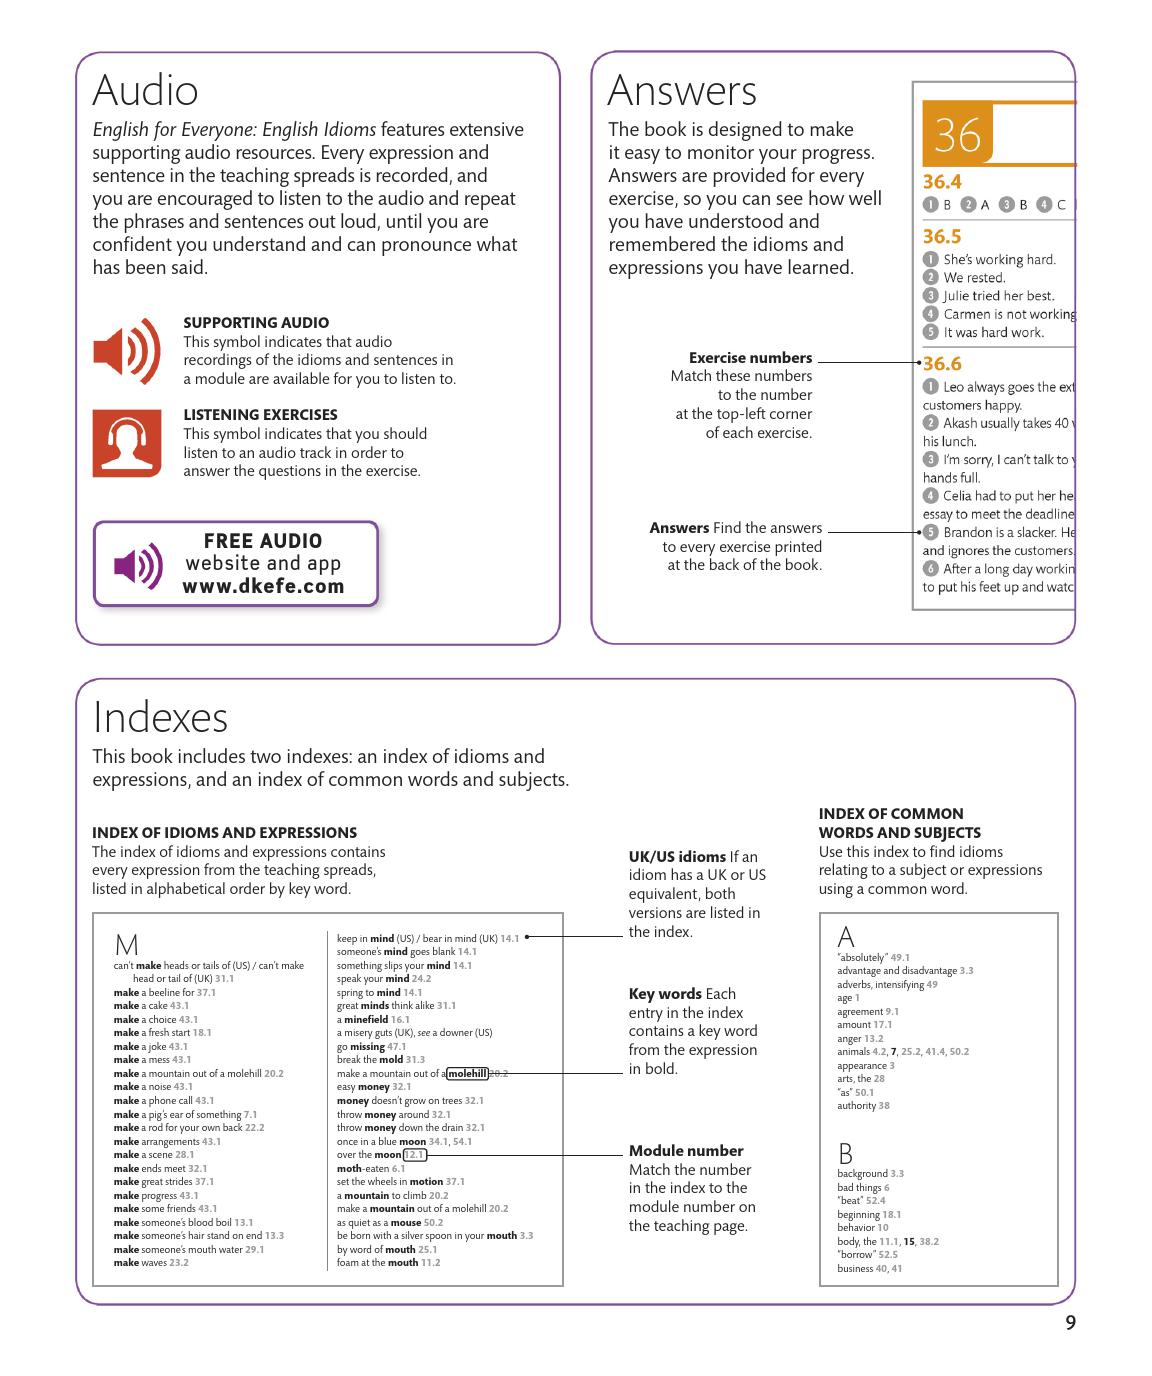 Audio
English for Everyone: English Idioms features extensive
supporting audio resources. Every expression and
sentence in the teaching spreads is recorded, and
you are encouraged to listen to the audio and repeat
the phrases and sentences out loud, until you are
confident you understand and can pronounce what
has been said.
SUPPORTING AUDIO
This symbol indicates that audio
recordings of the idioms and sentences in
a module are available for you to listen to.
LISTENING EXERCISES
This symbol indicates that you should
listen to an audio track in order to
answer the questions in the exercise.
FREE AUDIO
website and app
www.dkefe.com
Answers
The book is designed to make
it easy to monitor your progress.
Answers are provided for every
exercise, so you can see how well
you have understood and
remembered the idioms and
expressions you have learned.
Exercise numbers
Match these numbers
to the number
at the top-left corner
of each exercise.
Answers Find the answers
to every exercise printed
at the back of the book.
36
36.4
1 B 2 A 3 B 4 C
36.5
1 She's working hard.
2 We rested.
3 Julie tried her best.
4 Carmen is not working
5 It was hard work.
36.6
1 Leo always goes the
customers happy.
2 Akash usually takes 40
his lunch.
3 I'm sorry, I can't talk to
hands full.
4 Celia had to put her
essay to meet the deadline
5 Brandon is a slacker. He
and ignores the customers.
6 After a long day
to put his feet up and
Indexes
This book includes two indexes: an index of idioms and
expressions, and an index of common words and subjects.
INDEX OF IDIOMS AND EXPRESSIONS
The index of idioms and expressions contains
every expression from the teaching spreads,
listed in alphabetical order by key word.
M
can't make heads or tails of (US) / can't make
head or tail of (UK) 31.1
make a beeline for 37.1
make a cake 43.1
make a choice 43.1
make a fresh start 18.1
make a joke 43.1
make a mess 43.1
make a mountain out of a molehill 20.2
make a noise 43.1
make a phone call 43.1
make a pig's ear of something 7.1
make a rod for your own back 22.2
make arrangements 43.1
make a scene 28.1
make ends meet 32.1
make great strides 37.1
make progress 43.1
make some friends 43.1
make someone's blood boil 13.1
make someone's hair stand on end 13.3
make someone's mouth water 29.1
make waves 23.2
keep in mind (US) / bear in mind (UK) 14.1
someone's mind goes blank 14.1
something slips your mind 14.1
speak your mind 24.2
spring to mind 14.1
great minds think alike 31.1
a minefield 16.1
a misery guts (UK), see a downer (US)
go missing 47.1
break the mold 31.3
make a mountain out of a molehill 20.2
easy money 32.1
money doesn't grow on trees 32.1
throw money around 32.1
throw money down the drain 32.1
once in a blue moon 34.1, 54.1
over the moon 12.1
moth-eaten 6.1
set the wheels in motion 37.1
a mountain to climb 20.2
make a mountain out of a molehill 20.2
as quiet as a mouse 50.2
be born with a silver spoon in your mouth 3.3
by word of mouth 25.1
foam at the mouth 11.2
UK/US idioms If an
idiom has a UK or US
equivalent, both
versions are listed in
the index.
Key words Each
entry in the index
contains a key word
from the expression
in bold.
Module number
Match the number
in the index to the
module number on
the teaching page.
INDEX OF COMMON
WORDS AND SUBJECTS
Use this index to find idioms
relating to a subject or expressions
using a common word.
A
"absolutely" 49.1
advantage and disadvantage 3.3
adverbs, intensifying 49
age 1
agreement 9.1
amount 17.1
anger 13.2
animals 4.2, 7, 25.2, 41.4, 50.2
appearance 3
arts, the 28
"as" 50.1
authority 38
B
background 3.3
bad things 6
"beat" 52.4
beginning 18.1
behavior 10
body, the 11.1, 15, 38.2
"borrow" 52.5
business 40, 41
9